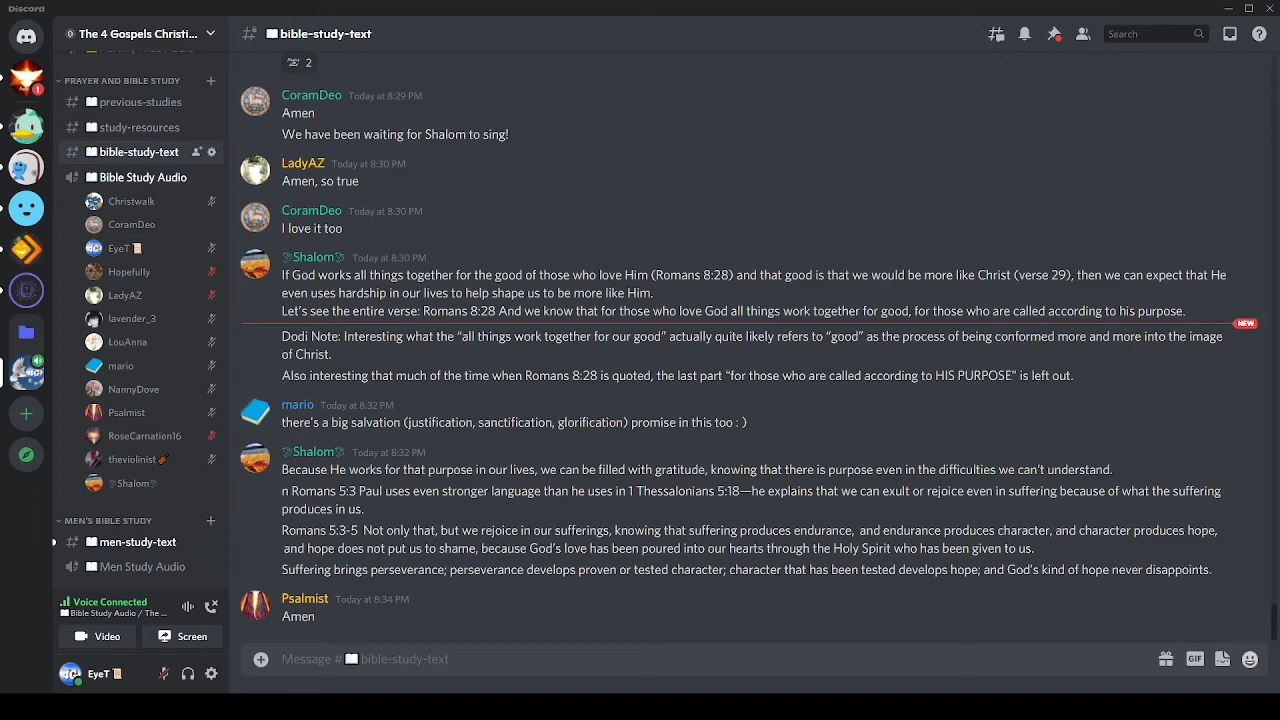 Discord
The 4 Gospels Christi...
bible-study-text
Search
1
PRAYER AND BIBLE STUDY
previous-studies
study-resources
bible-study-text
Bible Study Audio
Christwalk
CoramDeo
EyeT
Hopefully
LadyAZ
lavender_3
LouAnna
mario
NannyDove
Psalmist
RoseCarnation16
theviolinist
Shalom
MEN'S BIBLE STUDY
men-study-text
Men Study Audio
Voice Connected
Bible Study Audio / The ...
Video
Screen
EyeT
2
CoramDeo Today at 8:29 PM
Amen
We have been waiting for Shalom to sing!
LadyAZ Today at 8:30 PM
Amen, so true
CoramDeo Today at 8:30 PM
I love it too
Shalom Today at 8:30 PM
If God works all things together for the good of those who love Him (Romans 8:28) and that good is that we would be more like Christ (verse 29), then we can expect that He
even uses hardship in our lives to help shape us to be more like Him.
Let's see the entire verse: Romans 8:28 And we know that for those who love God all things work together for good, for those who are called according to his purpose.
NEW
Dodi Note: Interesting what the "all things work together for our good" actually quite likely refers to "good" as the process of being conformed more and more into the image
of Christ.
Also interesting that much of the time when Romans 8:28 is quoted, the last part "for those who are called according to HIS PURPOSE" is left out.
mario Today at 8:32 PM
there's a big salvation (justification, sanctification, glorification) promise in this too : )
Shalom Today at 8:32 PM
Because He works for that purpose in our lives, we can be filled with gratitude, knowing that there is purpose even in the difficulties we can't understand.
n Romans 5:3 Paul uses even stronger language than he uses in 1 Thessalonians 5:18—he explains that we can exult or rejoice even in suffering because of what the suffering
produces in us.
Romans 5:3-5 Not only that, but we rejoice in our sufferings, knowing that suffering produces endurance, and endurance produces character, and character produces hope,
and hope does not put us to shame, because God's love has been poured into our hearts through the Holy Spirit who has been given to us.
Suffering brings perseverance; perseverance develops proven or tested character; character that has been tested develops hope; and God's kind of hope never disappoints.
Psalmist Today at 8:34 PM
Amen
Message # bible-study-text
GIF